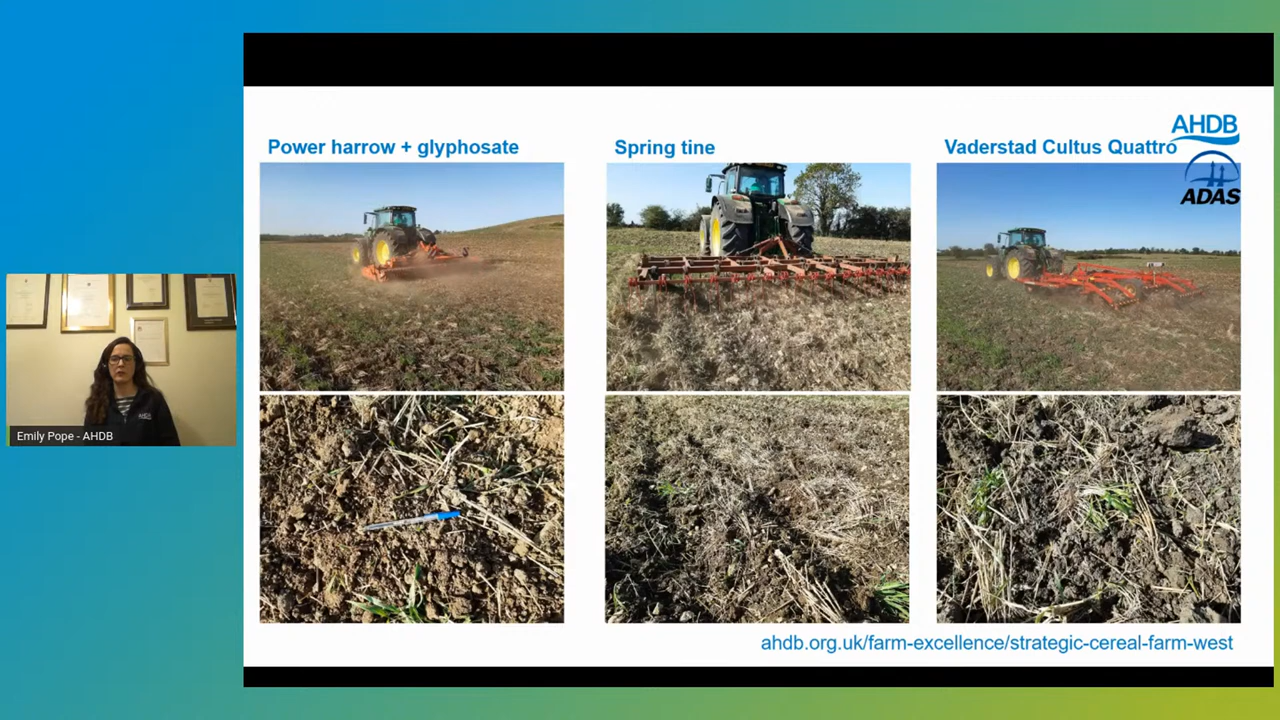 Power harrow + glyphosate
Spring tine
Vaderstad Cultus Quattro
AHDB
ADAS
Emily Pope - AHDB
ahdb.org.uk/farm-excellence/strategic-cereal-farm-west